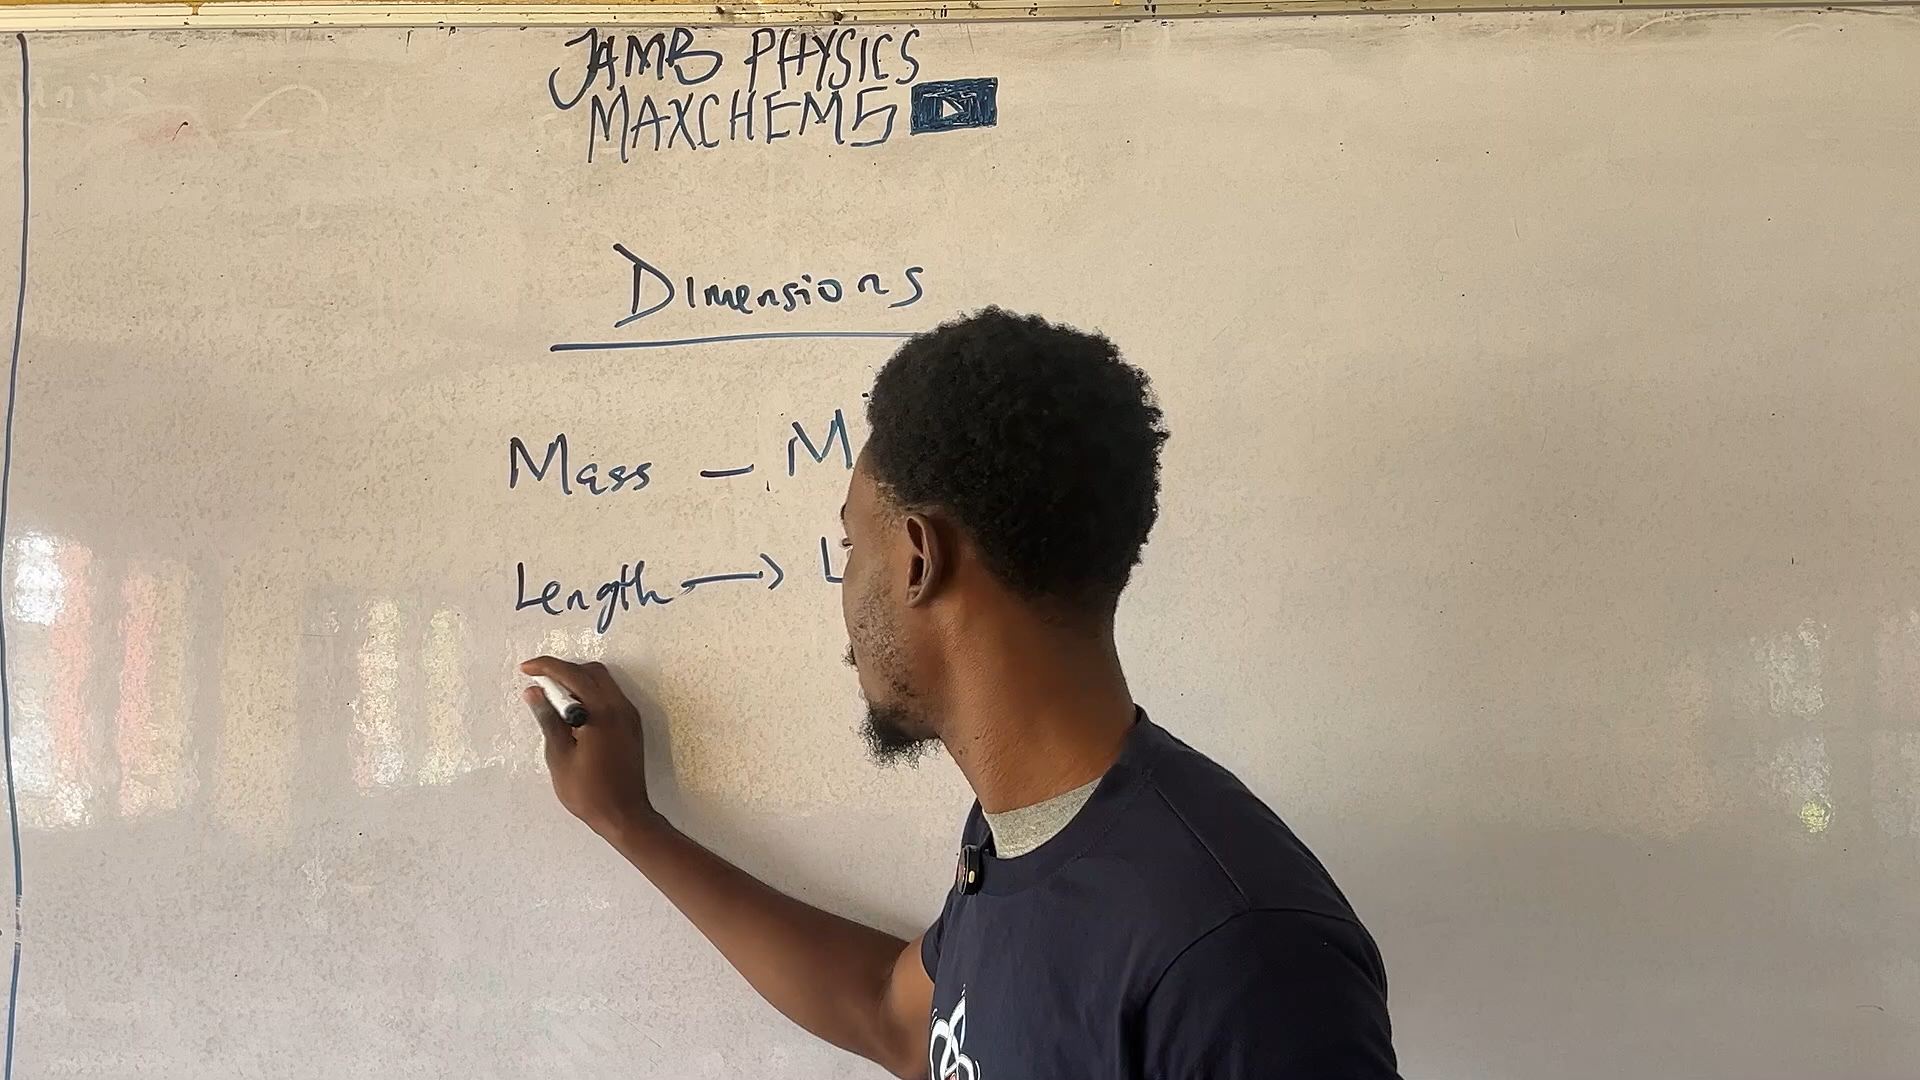 JAMB PHYSICS
MAXCHEM5
Dimensions
Mass — M
Length → L